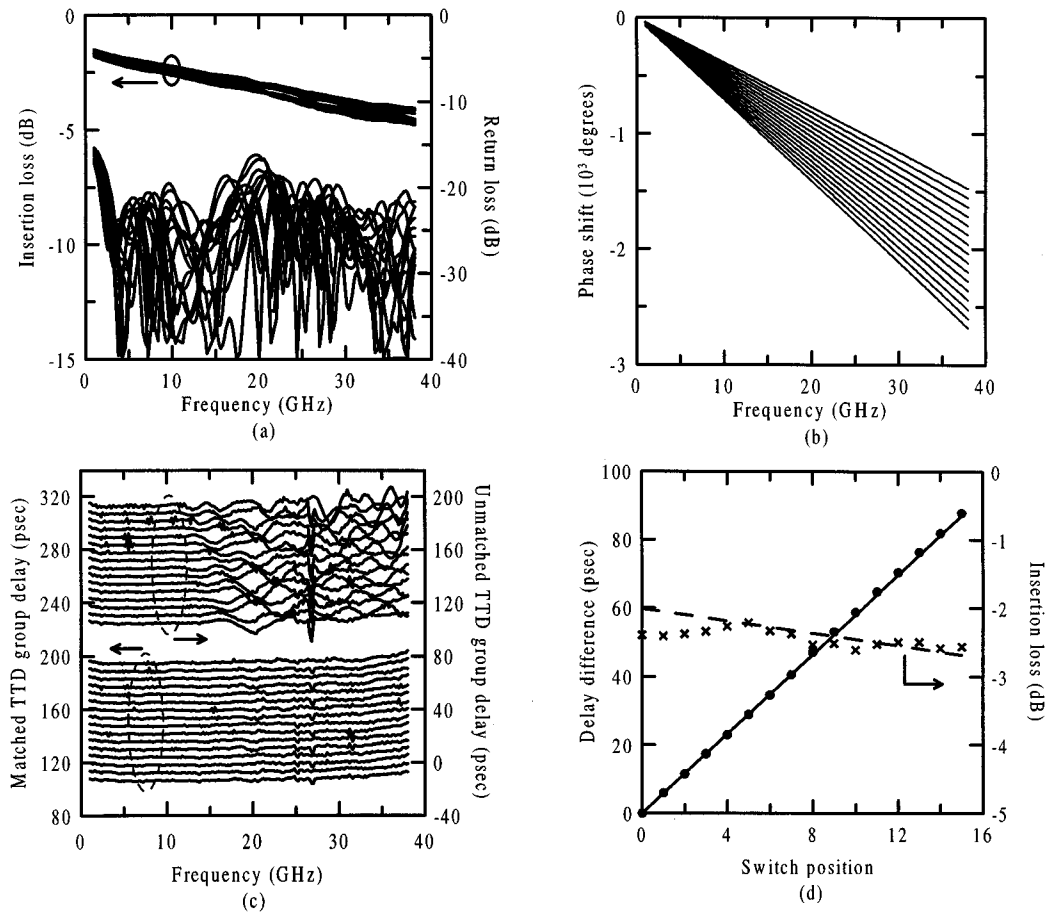 0
-5
-10
-15
Insertion loss (dB)
0
-10
-20
-30
-40
Return loss (dB)
0 10 20 30 40
Frequency (GHz)
(a)
0
-1
-2
-3
Phase shift (10³ degrees)
0 10 20 30 40
Frequency (GHz)
(b)
320
280
240
200
160
120
80
Matched TTD group delay (psec)
200
160
120
80
40
0
-40
Unmatched TTD group delay (psec)
0 10 20 30 40
Frequency (GHz)
(c)
100
80
60
40
20
0
Delay difference (psec)
0
-1
-2
-3
-4
-5
Insertion loss (dB)
0 4 8 12 16
Switch position
(d)